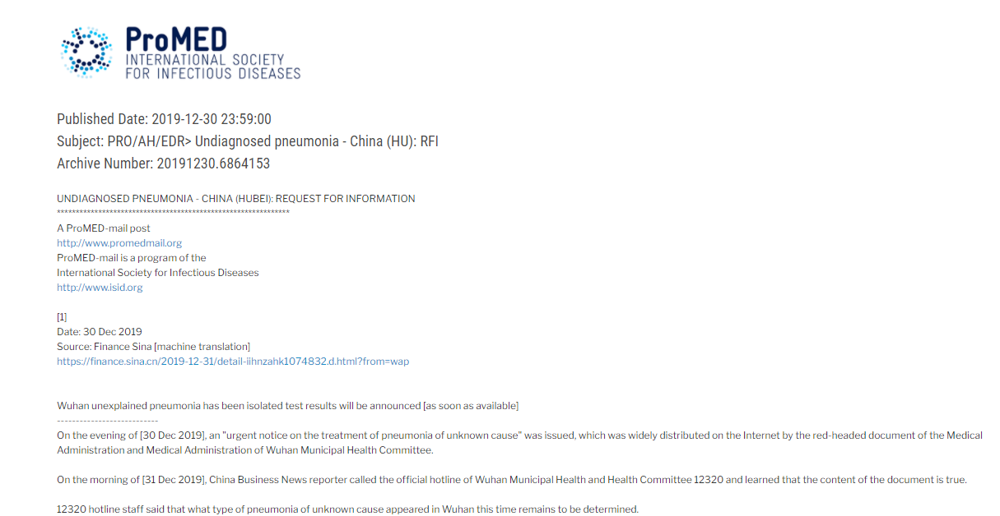 ProMED
INTERNATIONAL SOCIETY
FOR INFECTIOUS DISEASES
Published Date: 2019-12-30 23:59:00
Subject: PRO/AH/EDR> Undiagnosed pneumonia - China (HU): RFI
Archive Number: 20191230.6864153
UNDIAGNOSED PNEUMONIA - CHINA (HUBEI): REQUEST FOR INFORMATION
**************************************************************
A ProMED-mail post
http://www.promedmail.org
ProMED-mail is a program of the
International Society for Infectious Diseases
http://www.isid.org
[1]
Date: 30 Dec 2019
Source: Finance Sina [machine translation]
https://finance.sina.cn/2019-12-31/detail-iihnzahk1074832.d.html?from=wap
Wuhan unexplained pneumonia has been isolated test results will be announced [as soon as available]
---------------------------
On the evening of [30 Dec 2019], an "urgent notice on the treatment of pneumonia of unknown cause" was issued, which was widely distributed on the Internet by the red-headed document of the Medical
Administration and Medical Administration of Wuhan Municipal Health Committee.
On the morning of [31 Dec 2019], China Business News reporter called the official hotline of Wuhan Municipal Health and Health Committee 12320 and learned that the content of the document is true.
12320 hotline staff said that what type of pneumonia of unknown cause appeared in Wuhan this time remains to be determined.